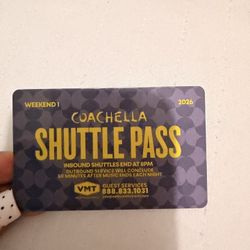 WEEKEND 1
2026
COACHELLA
SHUTTLE PASS
INBOUND SHUTTLES END AT 8PM
OUTBOUND SERVICE WILL CONCLUDE
90 MINUTES AFTER MUSIC ENDS EACH NIGHT
VMT
GUEST SERVICES
888.833.1031